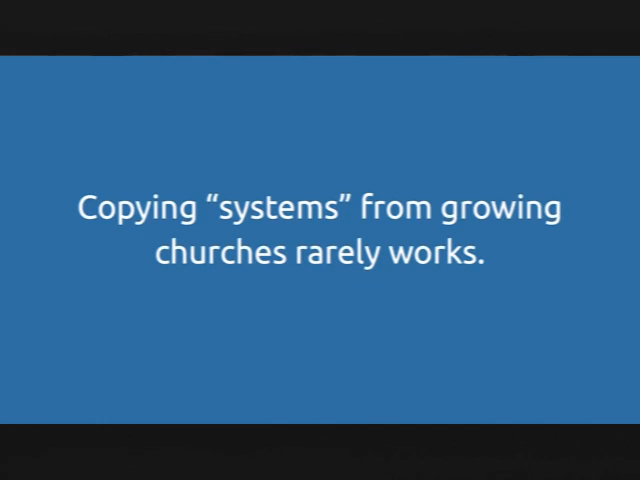 Copying “systems” from growing
churches rarely works.